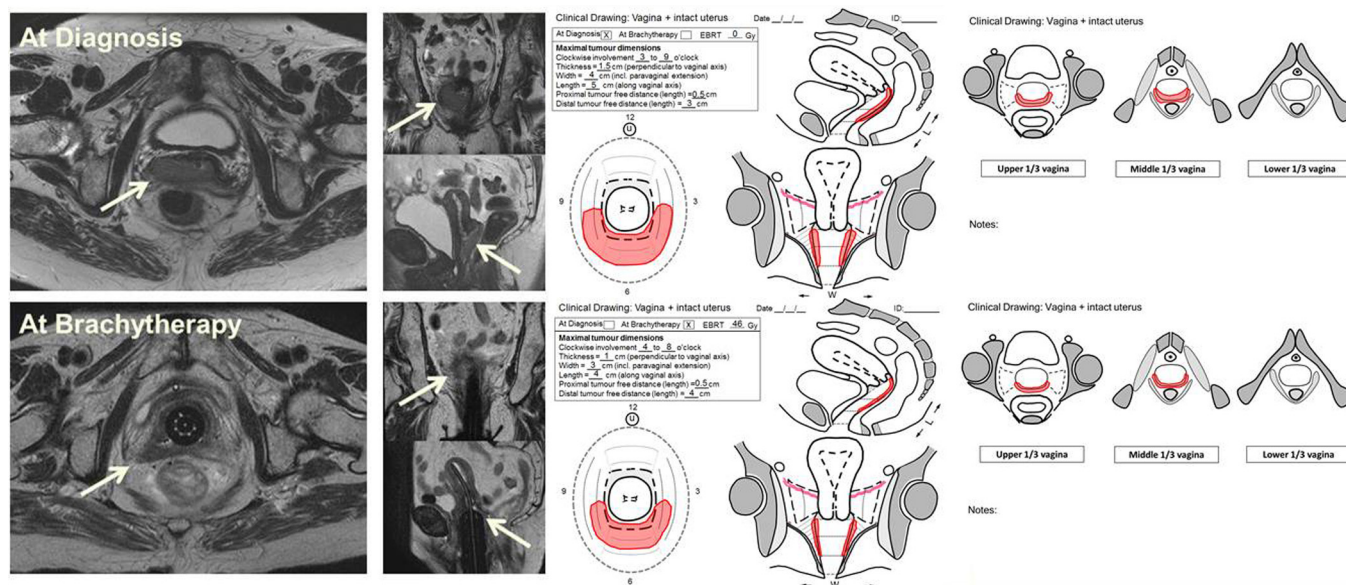 At Diagnosis
Clinical Drawing: Vagina + intact uterus Date __/__/__ ID:______
At Diagnosis X At Brachytherapy EBRT 0 Gy
Maximal tumour dimensions
Clockwise involvement 3 to 9 o'clock
Thickness = 1.5 cm (perpendicular to vaginal axis)
Width = 4 cm (incl. paravaginal extension)
Length = 5 cm (along vaginal axis)
Proximal tumour free distance (length) =0.5 cm
Distal tumour free distance (length) = 3 cm
12
U
9
3
6
L
W
Clinical Drawing: Vagina + intact uterus
Upper 1/3 vagina
Middle 1/3 vagina
Lower 1/3 vagina
Notes:
At Brachytherapy
Clinical Drawing: Vagina + intact uterus Date __/__/__ ID:______
At Diagnosis At Brachytherapy X EBRT 46 Gy
Maximal tumour dimensions
Clockwise involvement 4 to 8 o'clock
Thickness = 1 cm (perpendicular to vaginal axis)
Width = 3 cm (incl. paravaginal extension)
Length = 4 cm (along vaginal axis)
Proximal tumour free distance (length) =0.5 cm
Distal tumour free distance (length) = 4 cm
12
U
9
3
6
L
W
Clinical Drawing: Vagina + intact uterus
Upper 1/3 vagina
Middle 1/3 vagina
Lower 1/3 vagina
Notes: